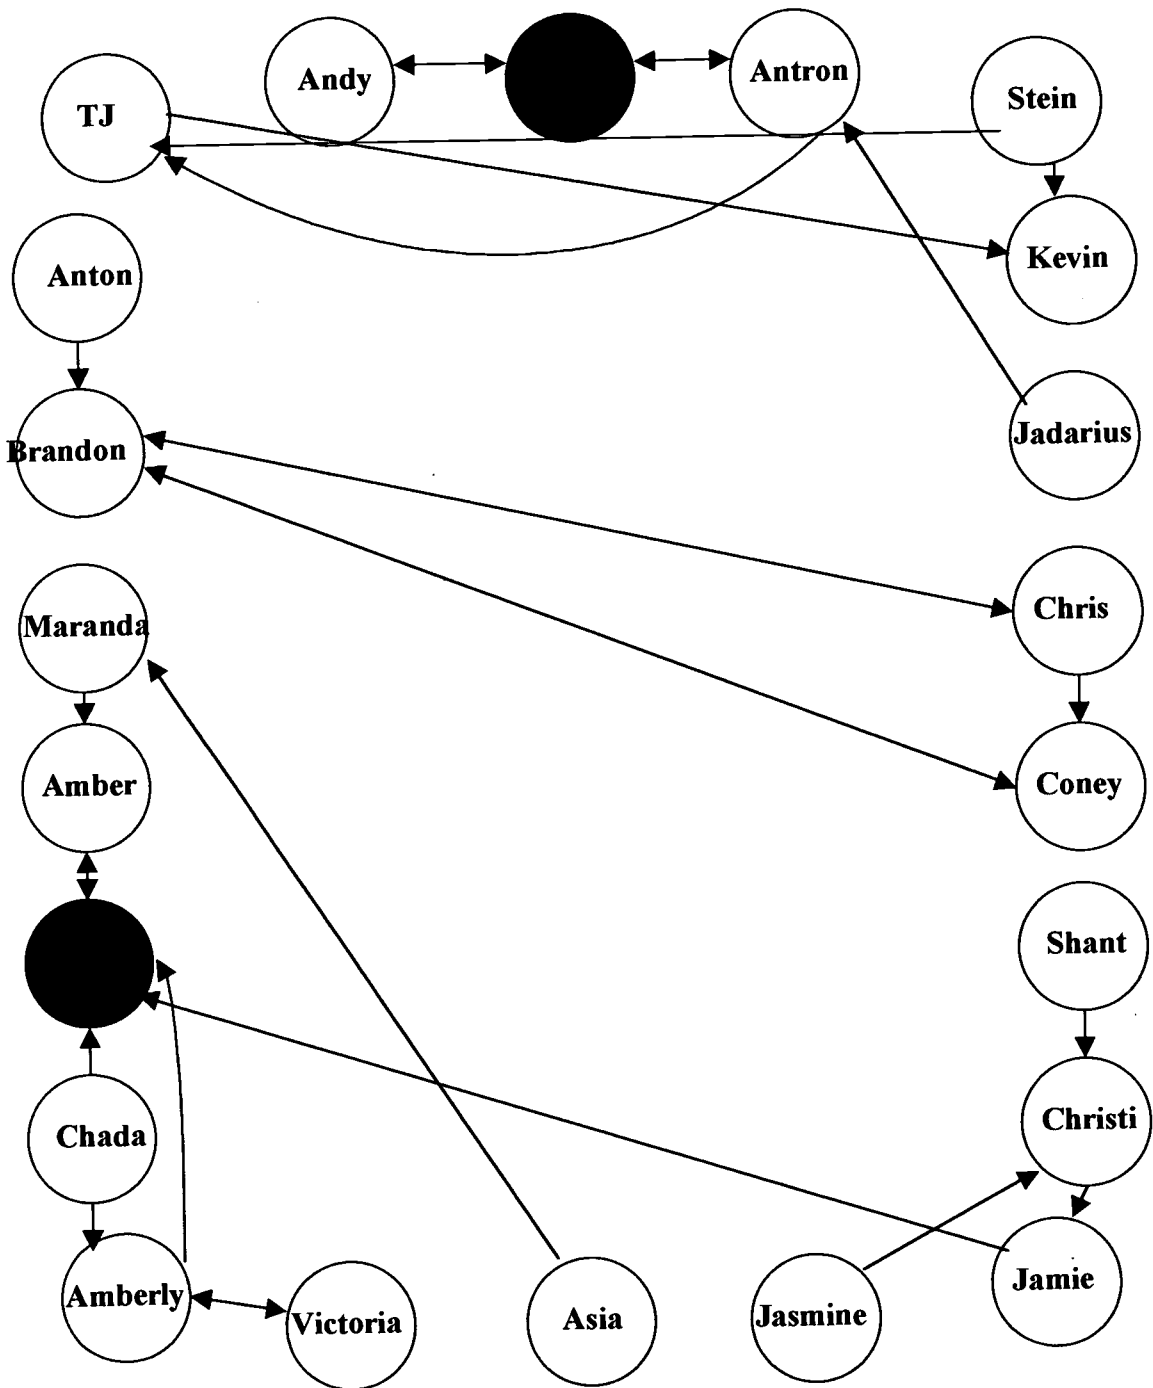 Andy
Antron
TJ
Stein
Kevin
Anton
Jadarius
Brandon
Chris
Maranda
Amber
Coney
Shant
Christi
Chada
Jamie
Amberly
Victoria
Asia
Jasmine